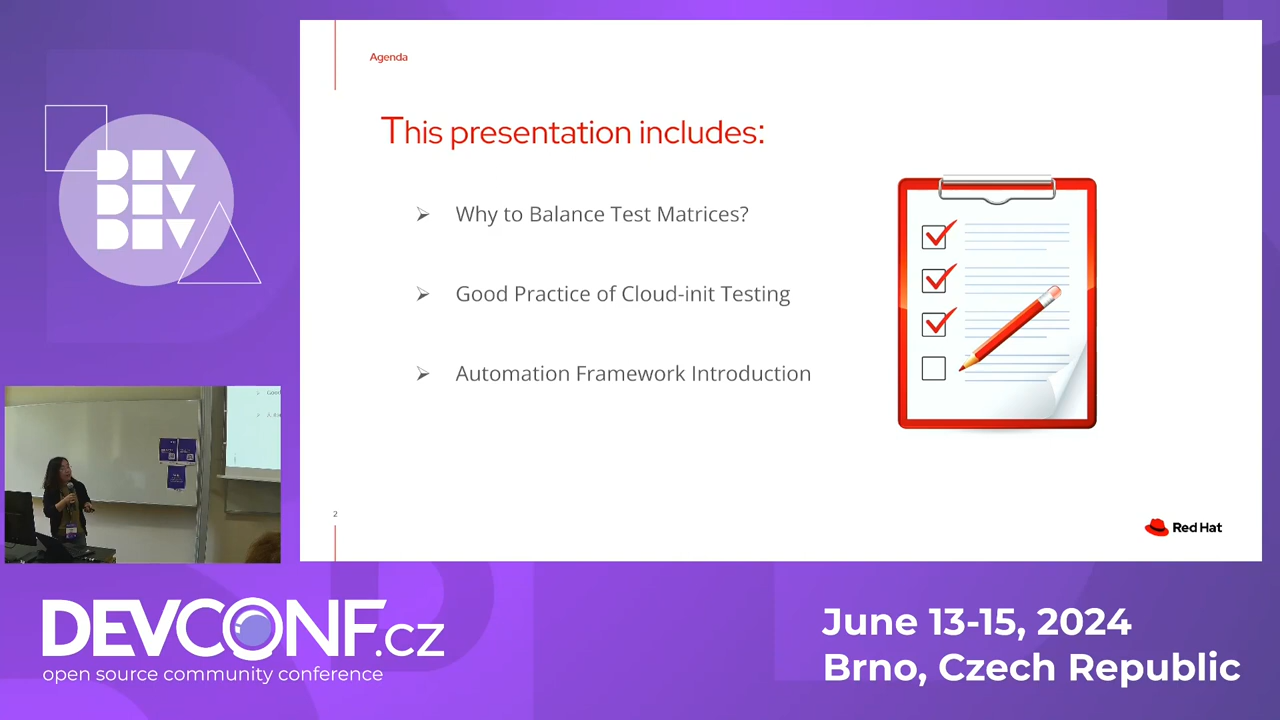 Agenda
This presentation includes:
➢ Why to Balance Test Matrices?
➢ Good Practice of Cloud-init Testing
➢ Automation Framework Introduction
2
Red Hat
DEV
DEV
DEV
DEVCONF.cz
open source community conference
June 13-15, 2024
Brno, Czech Republic